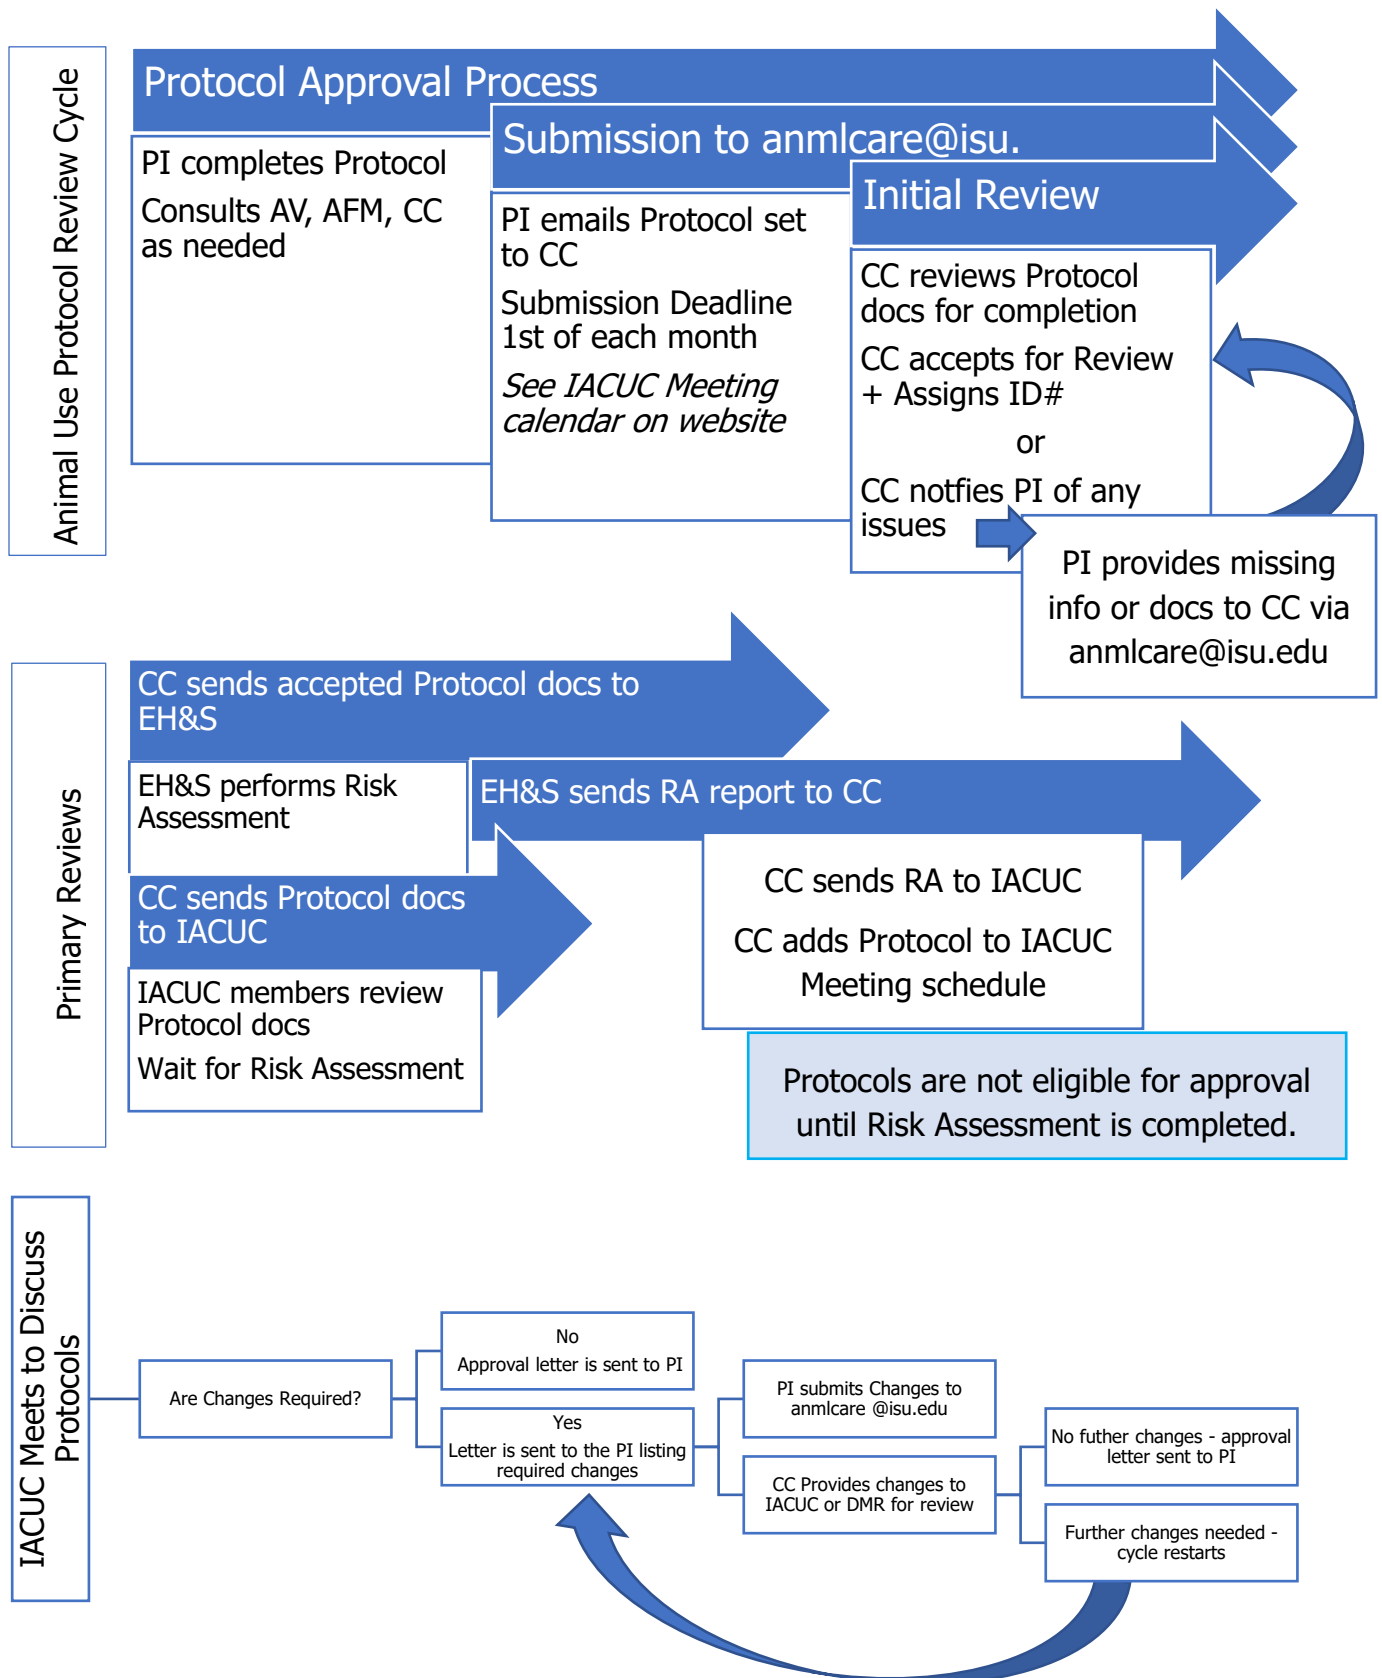 Animal Use Protocol Review Cycle
Protocol Approval Process
PI completes Protocol
Consults AV, AFM, CC
as needed
Submission to anmlcare@isu.
PI emails Protocol set
to CC
Submission Deadline
1st of each month
See IACUC Meeting
calendar on website
Initial Review
CC reviews Protocol
docs for completion
CC accepts for Review
+ Assigns ID#
or
CC notfies PI of any
issues
PI provides missing
info or docs to CC via
anmlcare@isu.edu
Primary Reviews
CC sends accepted Protocol docs to
EH&S
EH&S performs Risk
Assessment
EH&S sends RA report to CC
CC sends RA to IACUC
CC adds Protocol to IACUC
Meeting schedule
CC sends Protocol docs
to IACUC
IACUC members review
Protocol docs
Wait for Risk Assessment
Protocols are not eligible for approval
until Risk Assessment is completed.
IACUC Meets to Discuss
Protocols
Are Changes Required?
No
Approval letter is sent to PI
Yes
Letter is sent to the PI listing
required changes
PI submits Changes to
anmlcare @isu.edu
CC Provides changes to
IACUC or DMR for review
No futher changes - approval
letter sent to PI
Further changes needed -
cycle restarts